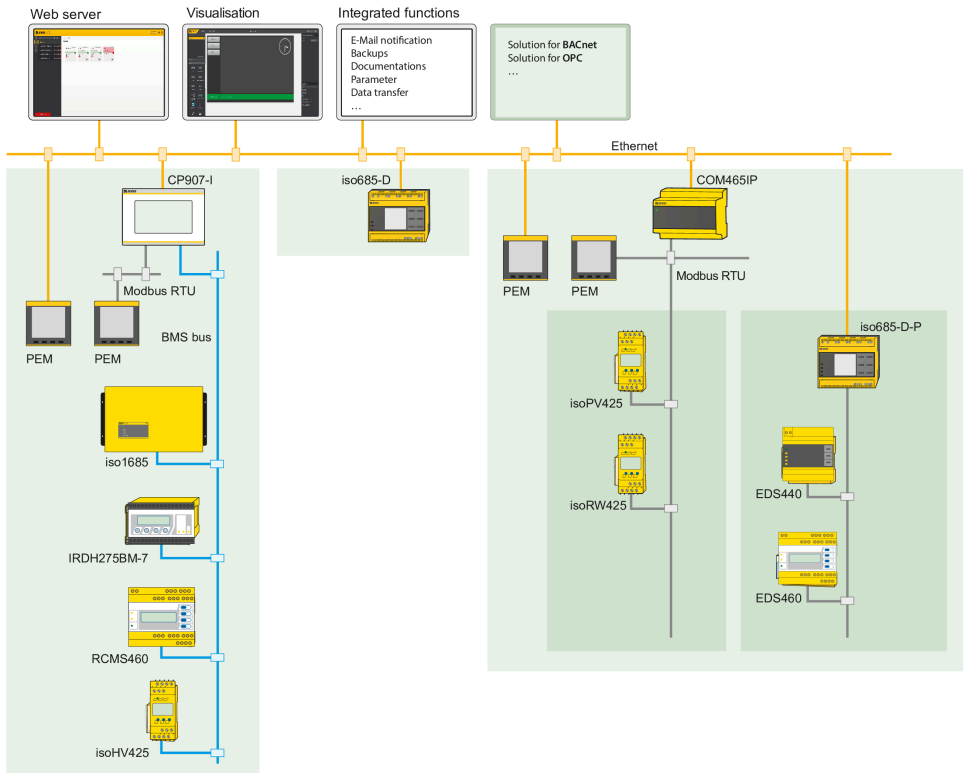 Web server
Visualisation
Integrated functions
E-Mail notification
Backups
Documentations
Parameter
Data transfer
…
Solution for BACnet
Solution for OPC
…
Ethernet
CP907-I
iso685-D
COM465IP
Modbus RTU
BMS bus
PEM
PEM
PEM
PEM
Modbus RTU
iso685-D-P
iso1685
isoPV425
isoRW425
EDS440
IRDH275BM-7
EDS460
RCMS460
isoHV425